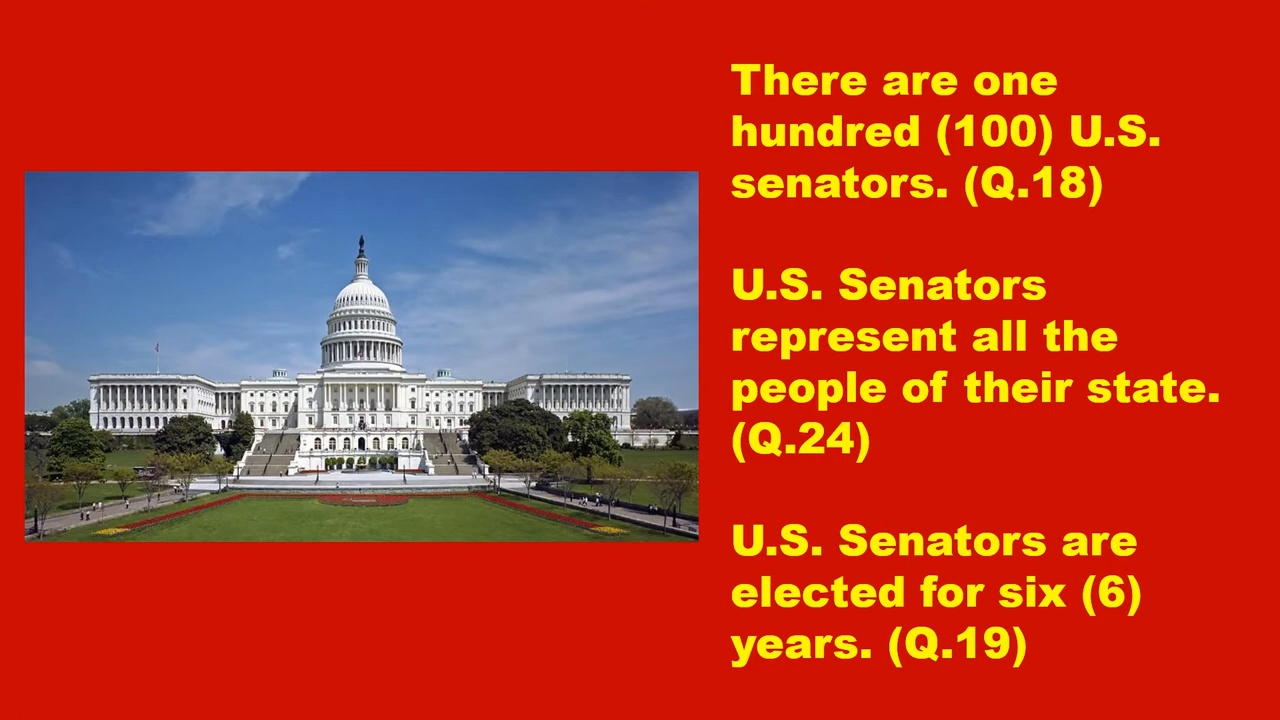 There are one
hundred (100) U.S.
senators. (Q.18)
U.S. Senators
represent all the
people of their state.
(Q.24)
U.S. Senators are
elected for six (6)
years. (Q.19)